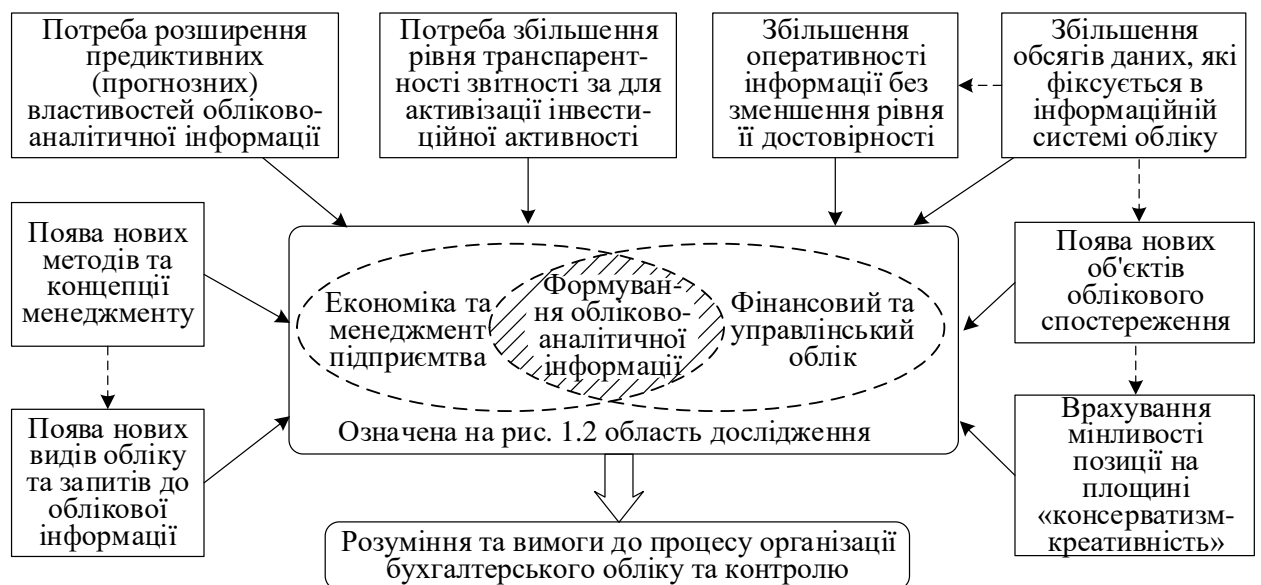 Потреба розширення
предиктивних
(прогнозних)
властивостей обліково-
аналітичної інформації
Потреба збільшення
рівня транспарент-
ності звітності за для
активізації інвести-
ційної активності
Збільшення
оперативності
інформації без
зменшення рівня
її достовірності
Збільшення
обсягів даних, які
фіксується в
інформаційній
системі обліку
Поява нових
методів та
концепції
менеджменту
Економіка та
менеджмент
підприємтва
Формуван-
ня обліково-
аналітичної
інформації
Фінансовий та
управлінський
облік
Поява нових
об'єктів
облікового
спостереження
Поява нових
видів обліку
та запитів до
облікової
інформації
Означена на рис. 1.2 область дослідження
Врахування
мінливості
позиції на
площині
«консерватизм-
креативність»
Розуміння та вимоги до процесу організації
бухгалтерського обліку та контролю